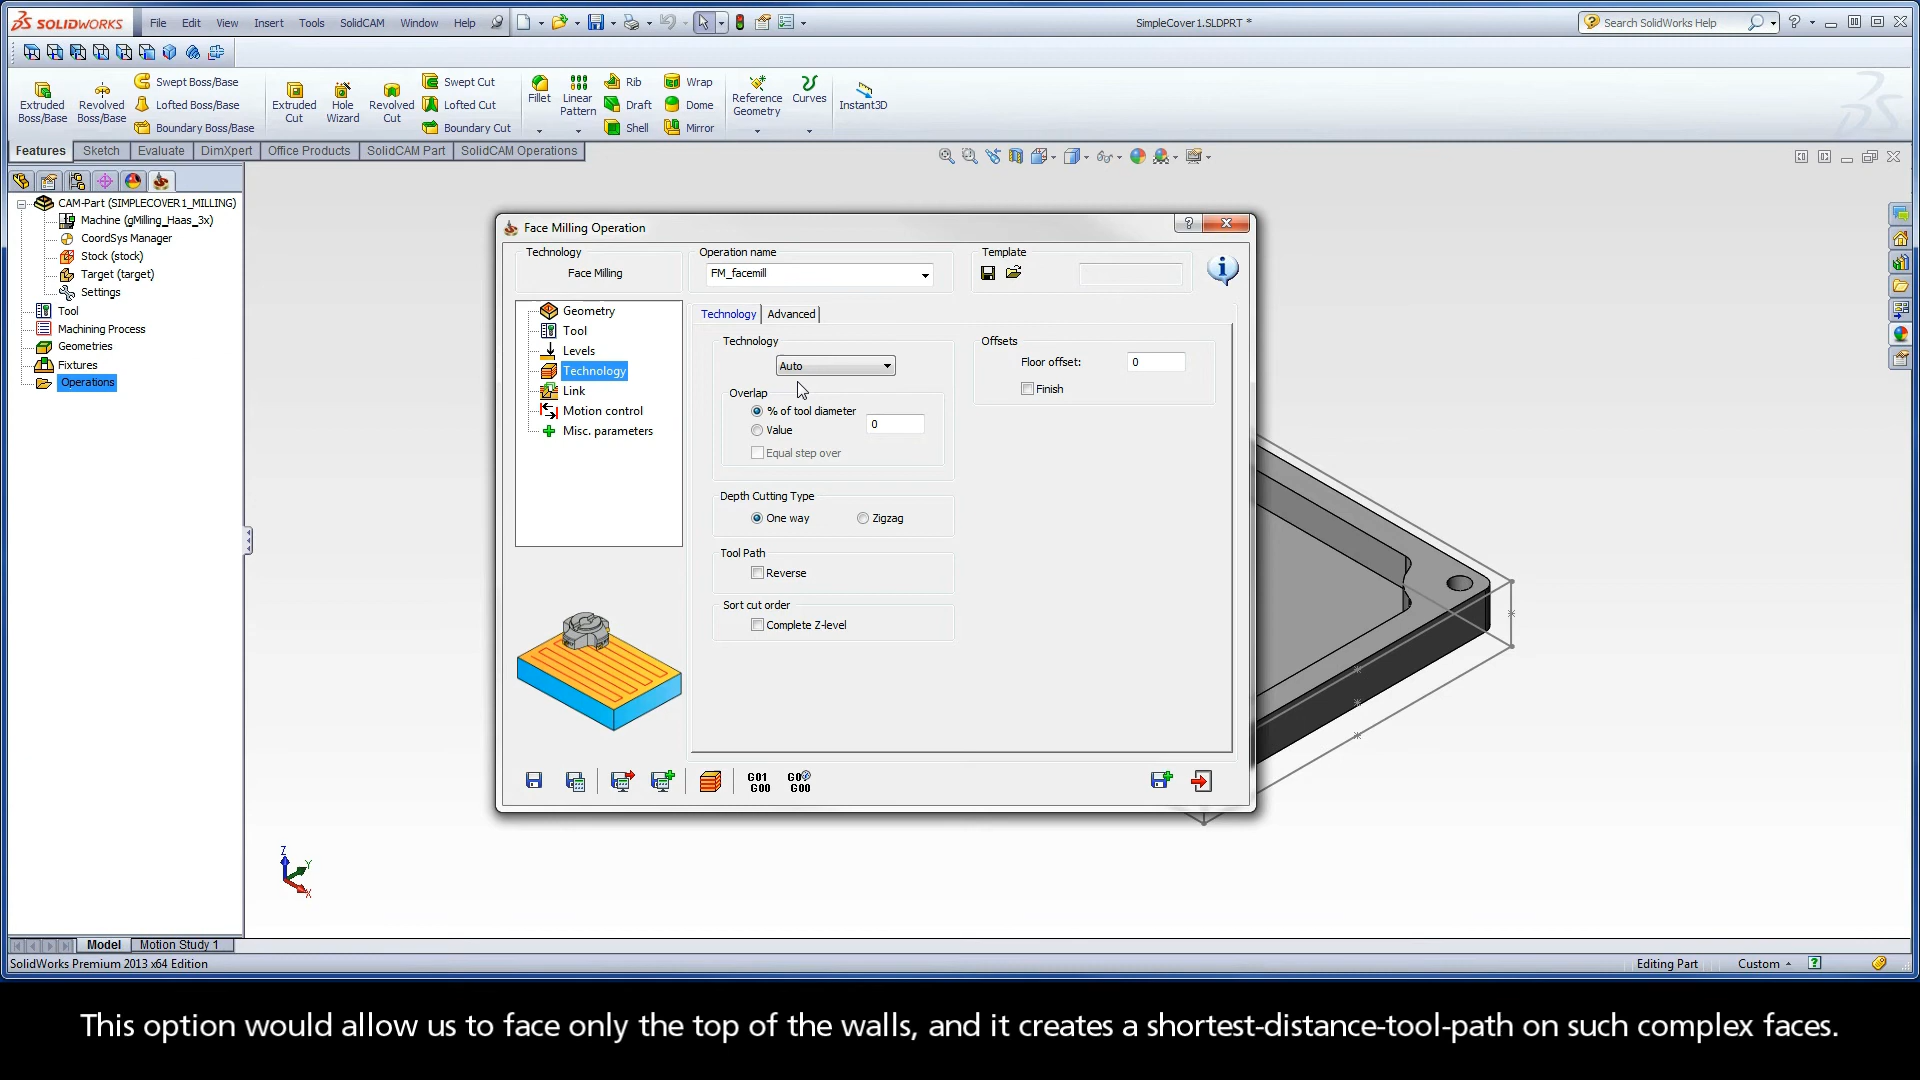 SOLIDWORKS File Edit View Insert Tools SolidCAM Window Help
SimpleCover1.SLDPRT *
Search SolidWorks Help
Extruded Boss/Base
Revolved Boss/Base
Swept Boss/Base
Lofted Boss/Base
Boundary Boss/Base
Extruded Cut
Hole Wizard
Revolved Cut
Swept Cut
Lofted Cut
Boundary Cut
Fillet
Linear Pattern
Rib
Draft
Shell
Wrap
Dome
Mirror
Reference Geometry
Curves
Instant3D
Features Sketch Evaluate DimXpert Office Products SolidCAM Part SolidCAM Operations
CAM-Part (SIMPLECOVER1_MILLING)
Machine (gMilling_Haas_3x)
CoordSys Manager
Stock (stock)
Target (target)
Settings
Tool
Machining Process
Geometries
Fixtures
Operations
Face Milling Operation
Technology
Face Milling
Operation name
FM_facemill
Template
Geometry
Tool
Levels
Technology
Link
Motion control
Misc. parameters
Technology Advanced
Technology
Auto
Overlap
% of tool diameter
Value
0
Equal step over
Depth Cutting Type
One way Zigzag
Tool Path
Reverse
Sort cut order
Complete Z-level
Offsets
Floor offset: 0
Finish
G01 G00
G00
Z
Y
X
Model Motion Study 1
SolidWorks Premium 2013 x64 Edition
Editing Part Custom
This option would allow us to face only the top of the walls, and it creates a shortest-distance-tool-path on such complex faces.